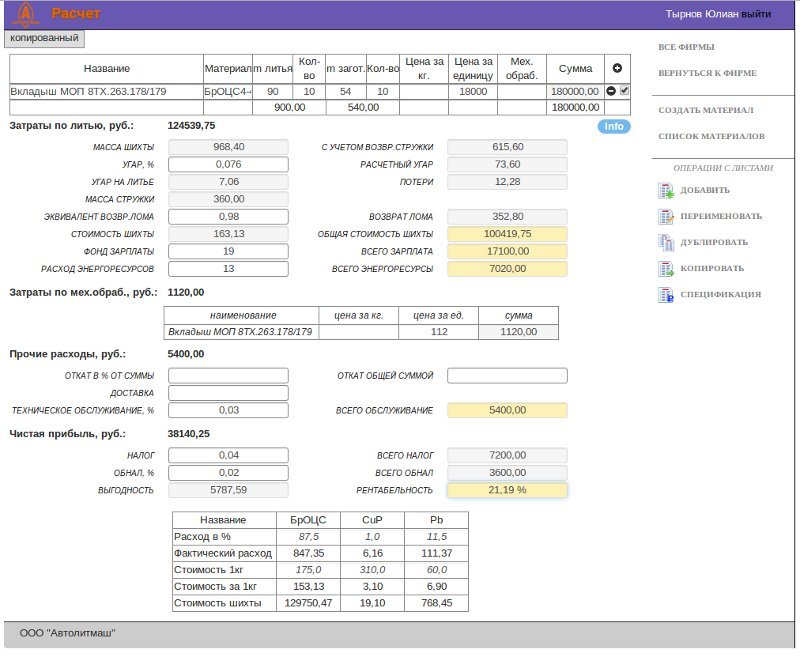 Расчет
Тырнов Юлиан выйти
копированный
Название Материал m литья Кол-во m загот. Кол-во Цена за кг. Цена за единицу Мех. обраб. Сумма
Вкладыш МОП 8ТХ.263.178/179 БрОЦС4-4 90 10 54 10 18000 180000,00
900,00 540,00 180000,00
Затраты по литью, руб.: 124539,75 Info
МАССА ШИХТЫ 968,40 С УЧЕТОМ ВОЗВР.СТРУЖКИ 615,60
УГАР, % 0,076 РАСЧЕТНЫЙ УГАР 73,60
УГАР НА ЛИТЬЕ 7,06 ПОТЕРИ 12,28
МАССА СТРУЖКИ 360,00
ЭКВИВАЛЕНТ ВОЗВР.ЛОМА 0,98 ВОЗВРАТ ЛОМА 352,80
СТОИМОСТЬ ШИХТЫ 163,13 ОБЩАЯ СТОИМОСТЬ ШИХТЫ 100419,75
ФОНД ЗАРПЛАТЫ 19 ВСЕГО ЗАРПЛАТА 17100,00
РАСХОД ЭНЕРГОРЕСУРСОВ 13 ВСЕГО ЭНЕРГОРЕСУРСЫ 7020,00
Затраты по мех.обраб., руб.: 1120,00
наименование цена за кг. цена за ед. сумма
Вкладыш МОП 8ТХ.263.178/179 112 1120,00
Прочие расходы, руб.: 5400,00
ОТКАТ В % ОТ СУММЫ ОТКАТ ОБЩЕЙ СУММОЙ
ДОСТАВКА
ТЕХНИЧЕСКОЕ ОБСЛУЖИВАНИЕ, % 0,03 ВСЕГО ОБСЛУЖИВАНИЕ 5400,00
Чистая прибыль, руб.: 38140,25
НАЛОГ 0,04 ВСЕГО НАЛОГ 7200,00
ОБНАЛ, % 0,02 ВСЕГО ОБНАЛ 3600,00
ВЫГОДНОСТЬ 5787,59 РЕНТАБЕЛЬНОСТЬ 21,19 %
Название БрОЦС CuP Pb
Расход в % 87,5 1,0 11,5
Фактический расход 847,35 6,16 111,37
Стоимость 1кг 175,0 310,0 60,0
Стоимость за 1кг 153,13 3,10 6,90
Стоимость шихты 129750,47 19,10 768,45
ВСЕ ФИРМЫ
ВЕРНУТЬСЯ К ФИРМЕ
СОЗДАТЬ МАТЕРИАЛ
СПИСОК МАТЕРИАЛОВ
ОПЕРАЦИИ С ЛИСТАМИ
ДОБАВИТЬ
ПЕРЕИМЕНОВАТЬ
ДУБЛИРОВАТЬ
КОПИРОВАТЬ
СПЕЦИФИКАЦИЯ
ООО "Автолитмаш"